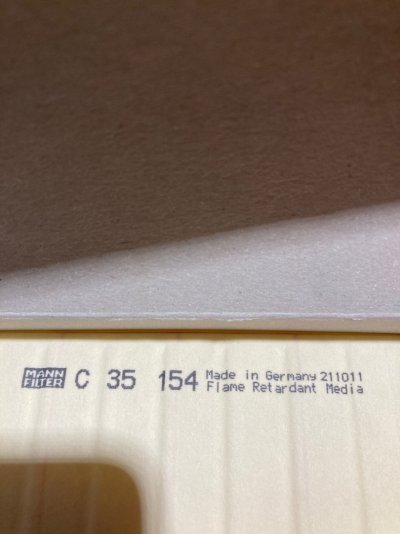 MANN FILTER C 35 154 Made in Germany 211011
Flame Retardant Media